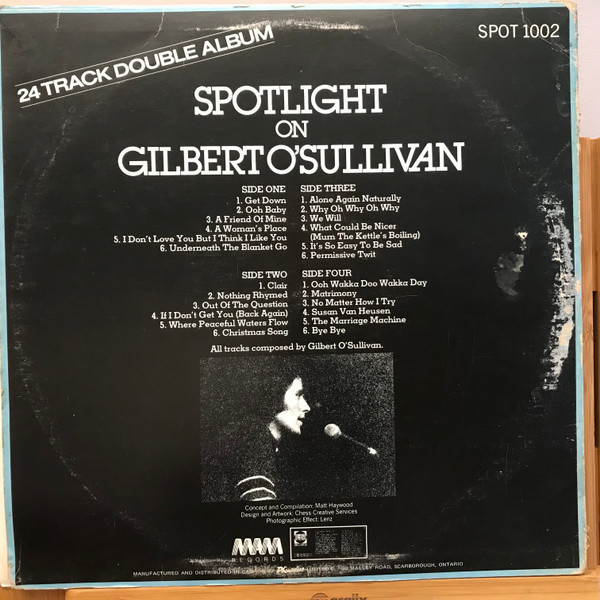 24 TRACK DOUBLE ALBUM
SPOT 1002
SPOTLIGHT
ON
GILBERT O'SULLIVAN
SIDE ONE
1. Get Down
2. Ooh Baby
3. A Friend Of Mine
4. A Woman's Place
5. I Don't Love You But I Think I Like You
6. Underneath The Blanket Go
SIDE THREE
1. Alone Again Naturally
2. Why Oh Why Oh Why
3. We Will
4. What Could Be Nicer
(Mum The Kettle's Boiling)
5. It's So Easy To Be Sad
6. Permissive Twit
SIDE TWO
1. Clair
2. Nothing Rhymed
3. Out Of The Question
4. If I Don't Get You (Back Again)
5. Where Peaceful Waters Flow
6. Christmas Song
SIDE FOUR
1. Ooh Wakka Doo Wakka Day
2. Matrimony
3. No Matter How I Try
4. Susan Van Heusen
5. The Marriage Machine
6. Bye Bye
All tracks composed by Gilbert O'Sullivan.
Concept and Compilation: Matt Haywood
Design and Artwork: Chess Creative Services
Photographic Effect: Lenz
MAM
RECORDS
MANUFACTURED AND DISTRIBUTED IN CANADA BY ROAD, SCARBOROUGH, ONTARIO